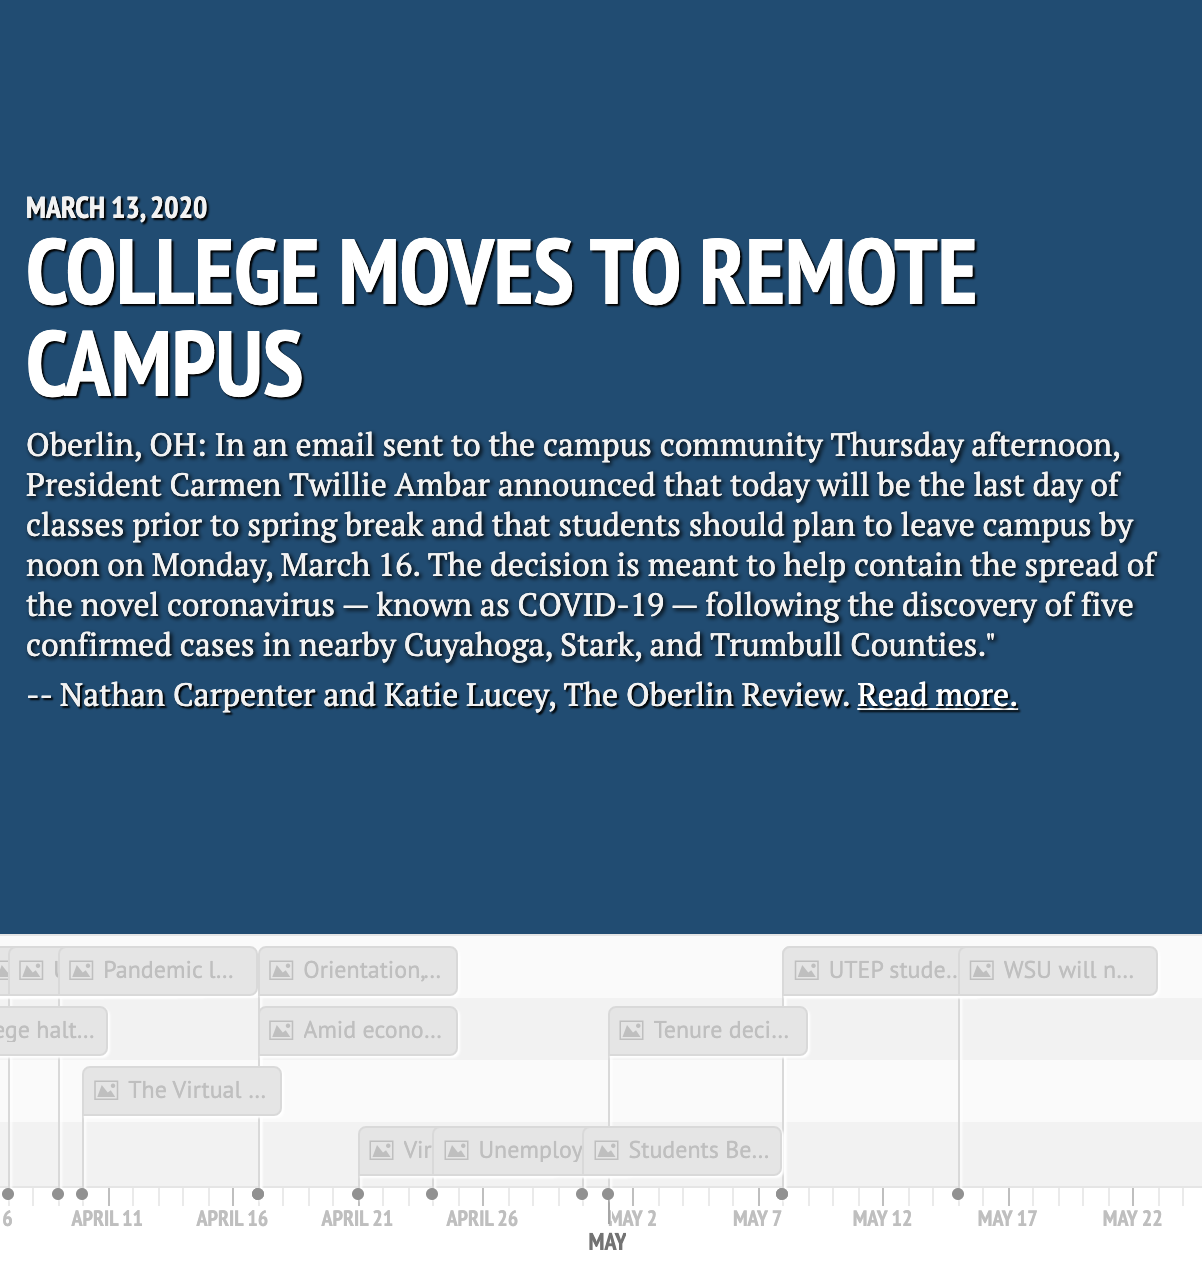 MARCH 13, 2020
COLLEGE MOVES TO REMOTE
CAMPUS
Oberlin, OH: In an email sent to the campus community Thursday afternoon,
President Carmen Twillie Ambar announced that today will be the last day of
classes prior to spring break and that students should plan to leave campus by
noon on Monday, March 16. The decision is meant to help contain the spread of
the novel coronavirus — known as COVID-19 — following the discovery of five
confirmed cases in nearby Cuyahoga, Stark, and Trumbull Counties."
-- Nathan Carpenter and Katie Lucey, The Oberlin Review. Read more.
Pandemic l... Orientation,... UTEP stude... WSU will n...
ege halt... Amid econo... Tenure deci...
The Virtual ...
Vir Unemploy Students Be...
6 APRIL 11 APRIL 16 APRIL 21 APRIL 26 MAY 2 MAY 7 MAY 12 MAY 17 MAY 22
MAY